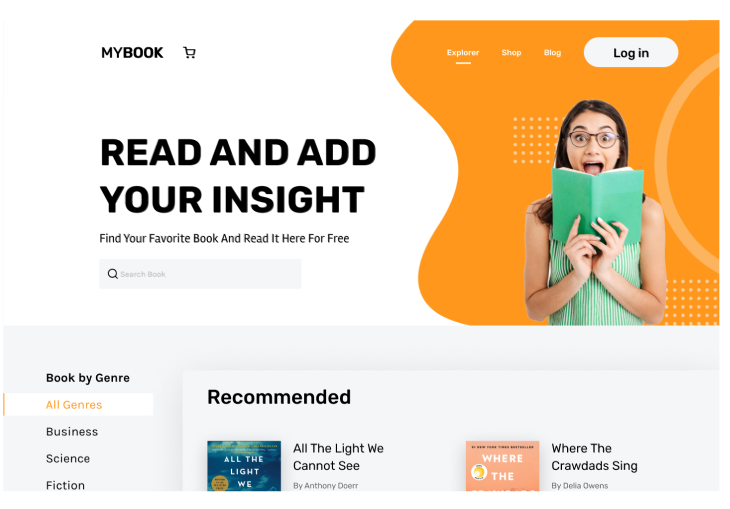 MYBOOK
Explorer
Shop
Blog
Log in
READ AND ADD
YOUR INSIGHT
Find Your Favorite Book And Read It Here For Free
Search Book
Book by Genre
All Genres
Business
Science
Fiction
Recommended
ALL THE
LIGHT
WE
All The Light We
Cannot See
By Anthony Doerr
#1 NEW YORK TIMES BESTSELLER
WHERE
THE
Where The
Crawdads Sing
By Delia Owens